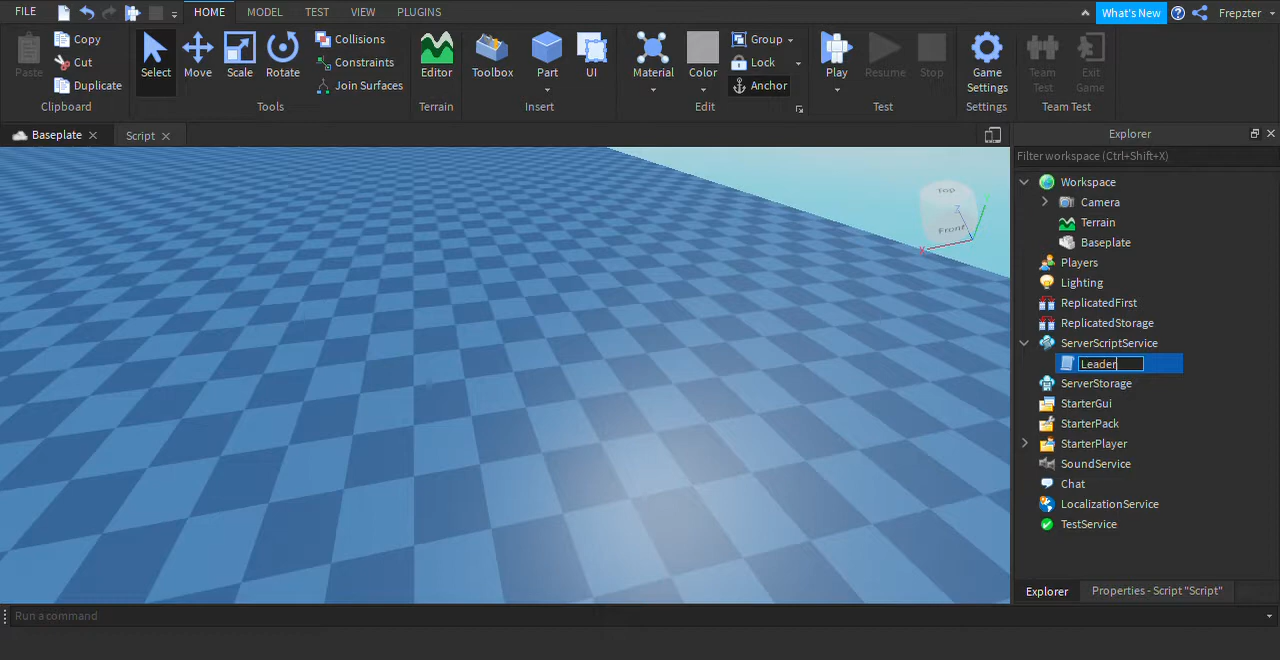 FILE HOME MODEL TEST VIEW PLUGINS What's New Frepzter
Paste Copy Cut Duplicate Select Move Scale Rotate Collisions Constraints Join Surfaces Editor Toolbox Part UI Material Color Group Lock Anchor Play Resume Stop Game Settings Team Test Exit Game
Clipboard Tools Terrain Insert Edit Test Settings Team Test
Baseplate Script Explorer
Filter workspace (Ctrl+Shift+X)
Workspace
Camera
Terrain
Baseplate
Players
Lighting
ReplicatedFirst
ReplicatedStorage
ServerScriptService
Leader
ServerStorage
StarterGui
StarterPack
StarterPlayer
SoundService
Chat
LocalizationService
TestService
Top
Front
X
Z
Y
Explorer Properties - Script "Script"
Run a command